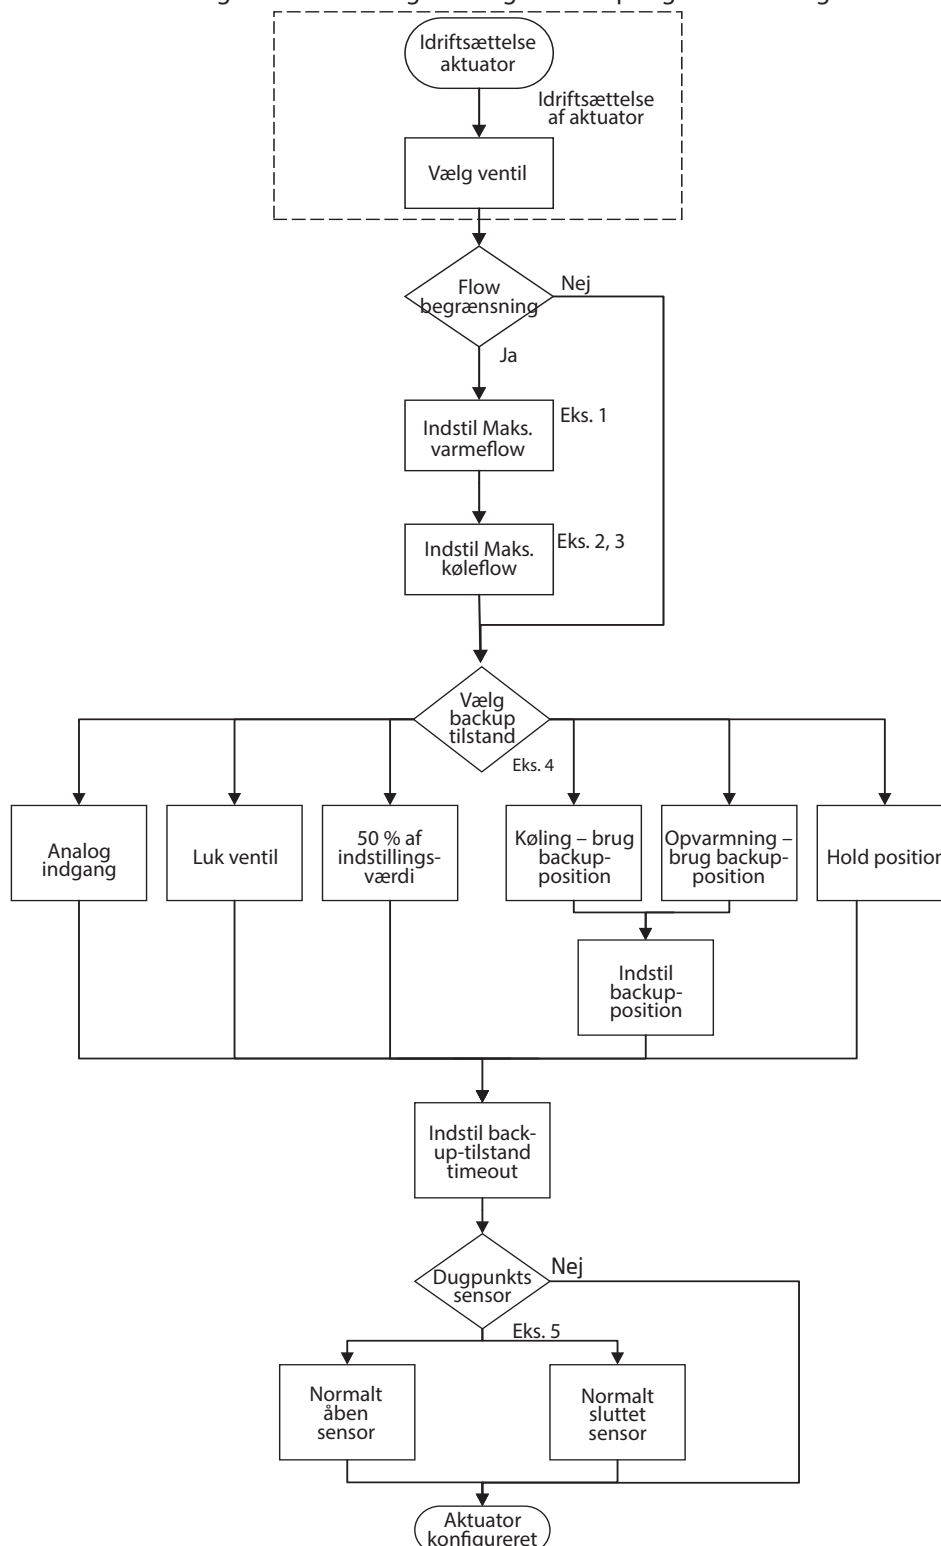 Idriftsættelse
aktuator
Idriftsættelse
af aktuator
Vælg ventil
Flow
begrænsning
Nej
Ja
Indstil Maks.
varmeflow
Eks. 1
Indstil Maks.
køleflow
Eks. 2, 3
Vælg
backup
tilstand
Eks. 4
Analog
indgang
Luk ventil
50 % af
indstillings-
værdi
Køling – brug
backup-
position
Opvarmning –
brug backup-
position
Hold position
Indstil
backup-
position
Indstil back-
up-tilstand
timeout
Dugpunkts
sensor
Nej
Eks. 5
Normalt
åben
sensor
Normalt
sluttet
sensor
Aktuator
konfigureret